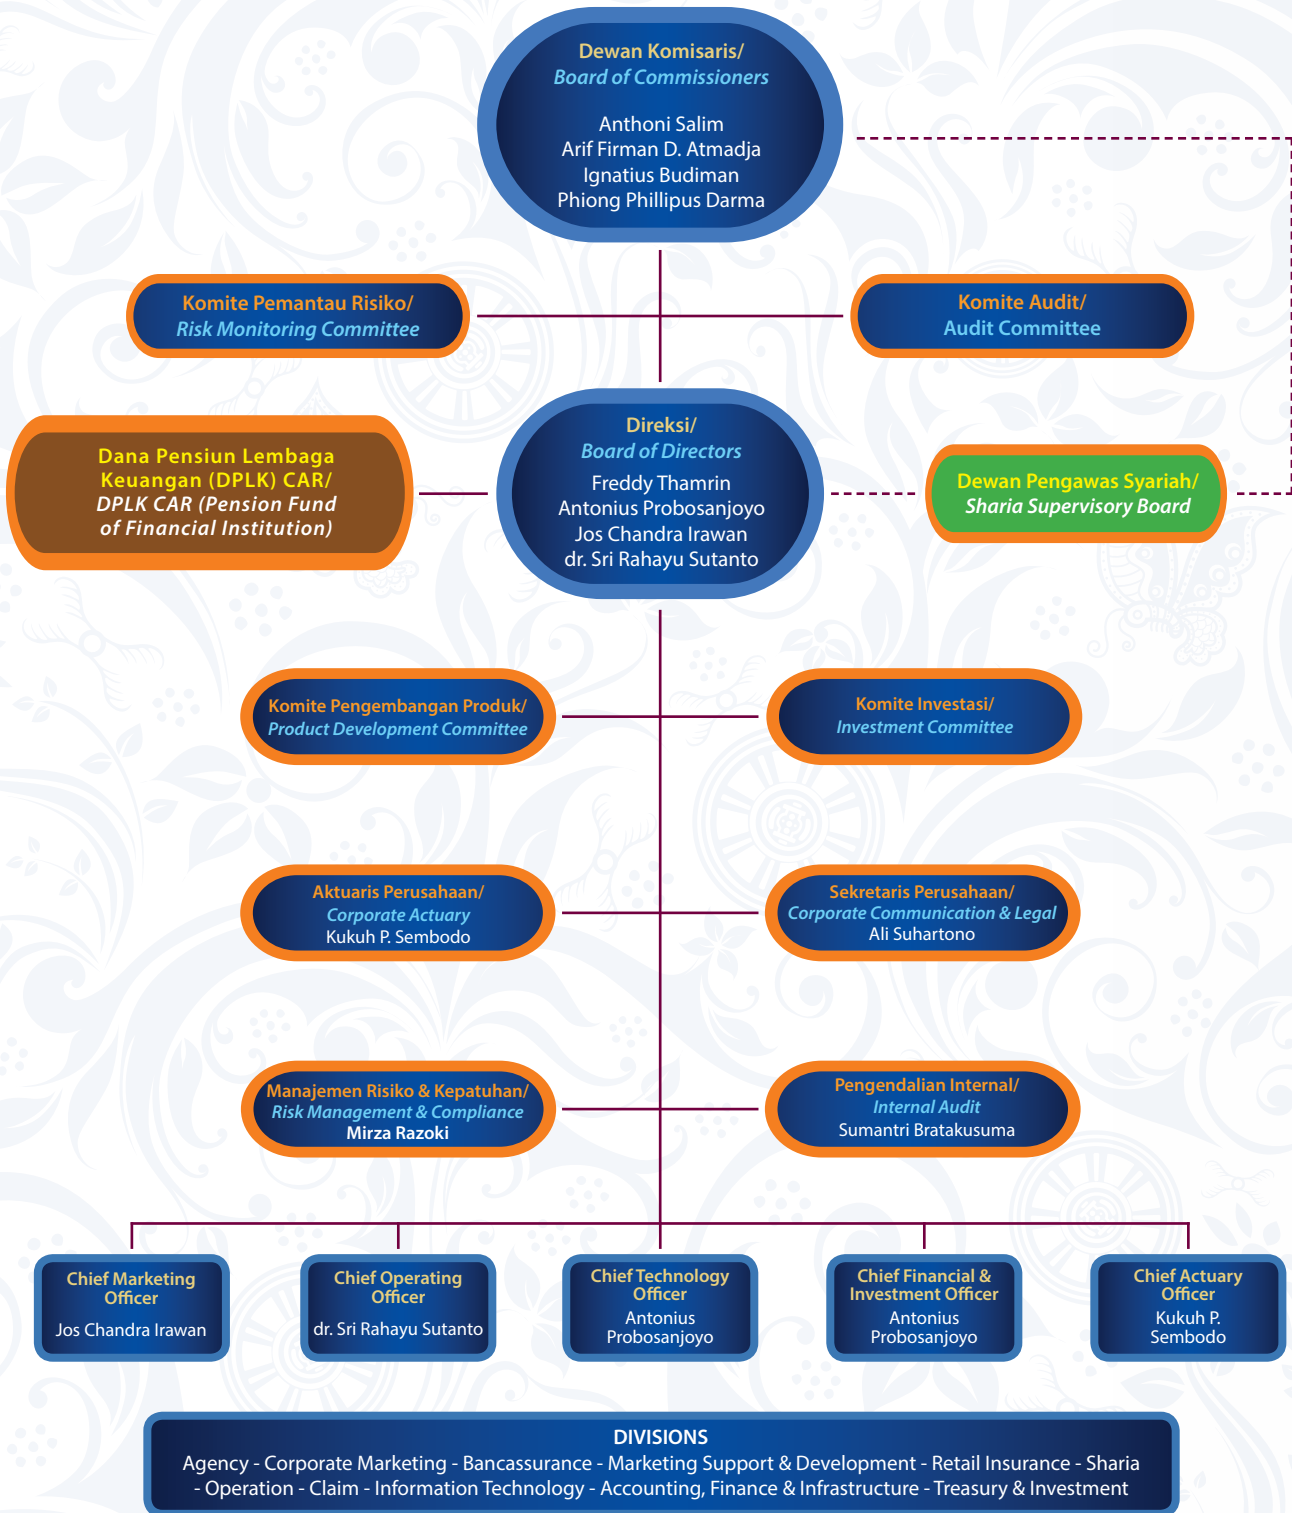 Dewan Komisaris/
Board of Commissioners
Anthoni Salim
Arif Firman D. Atmadja
Ignatius Budiman
Phiong Phillipus Darma
Komite Pemantau Risiko/
Risk Monitoring Committee
Komite Audit/
Audit Committee
Dana Pensiun Lembaga
Keuangan (DPLK) CAR/
DPLK CAR (Pension Fund
of Financial Institution)
Direksi/
Board of Directors
Freddy Thamrin
Antonius Probosanjoyo
Jos Chandra Irawan
dr. Sri Rahayu Sutanto
Dewan Pengawas Syariah/
Sharia Supervisory Board
Komite Pengembangan Produk/
Product Development Committee
Komite Investasi/
Investment Committee
Aktuaris Perusahaan/
Corporate Actuary
Kukuh P. Sembodo
Sekretaris Perusahaan/
Corporate Communication & Legal
Ali Suhartono
Manajemen Risiko & Kepatuhan/
Risk Management & Compliance
Mirza Razoki
Pengendalian Internal/
Internal Audit
Sumantri Bratakusuma
Chief Marketing
Officer
Jos Chandra Irawan
Chief Operating
Officer
dr. Sri Rahayu Sutanto
Chief Technology
Officer
Antonius
Probosanjoyo
Chief Financial &
Investment Officer
Antonius
Probosanjoyo
Chief Actuary
Officer
Kukuh P.
Sembodo
DIVISIONS
Agency - Corporate Marketing - Bancassurance - Marketing Support & Development - Retail Insurance - Sharia
- Operation - Claim - Information Technology - Accounting, Finance & Infrastructure - Treasury & Investment